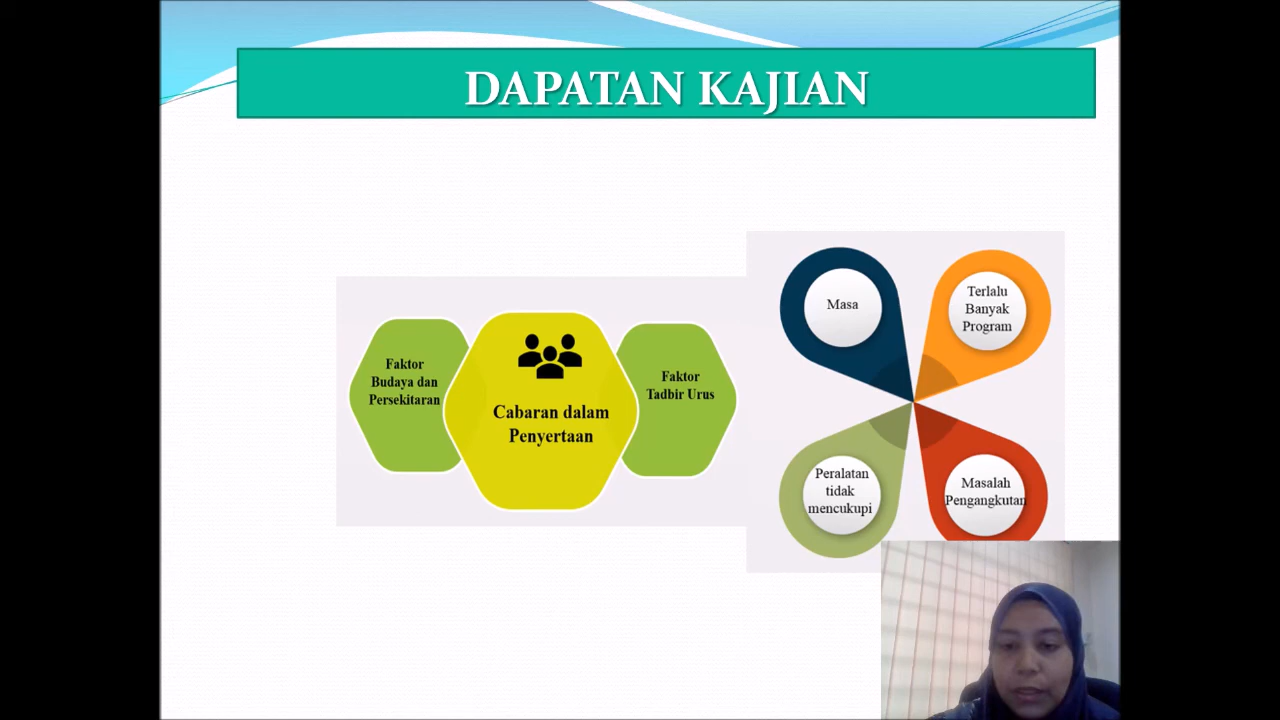 DAPATAN KAJIAN
Faktor
Budaya dan
Persekitaran
Cabaran dalam
Penyertaan
Faktor
Tadbir Urus
Masa
Terlalu
Banyak
Program
Peralatan
tidak
mencukupi
Masalah
Pengangkutan